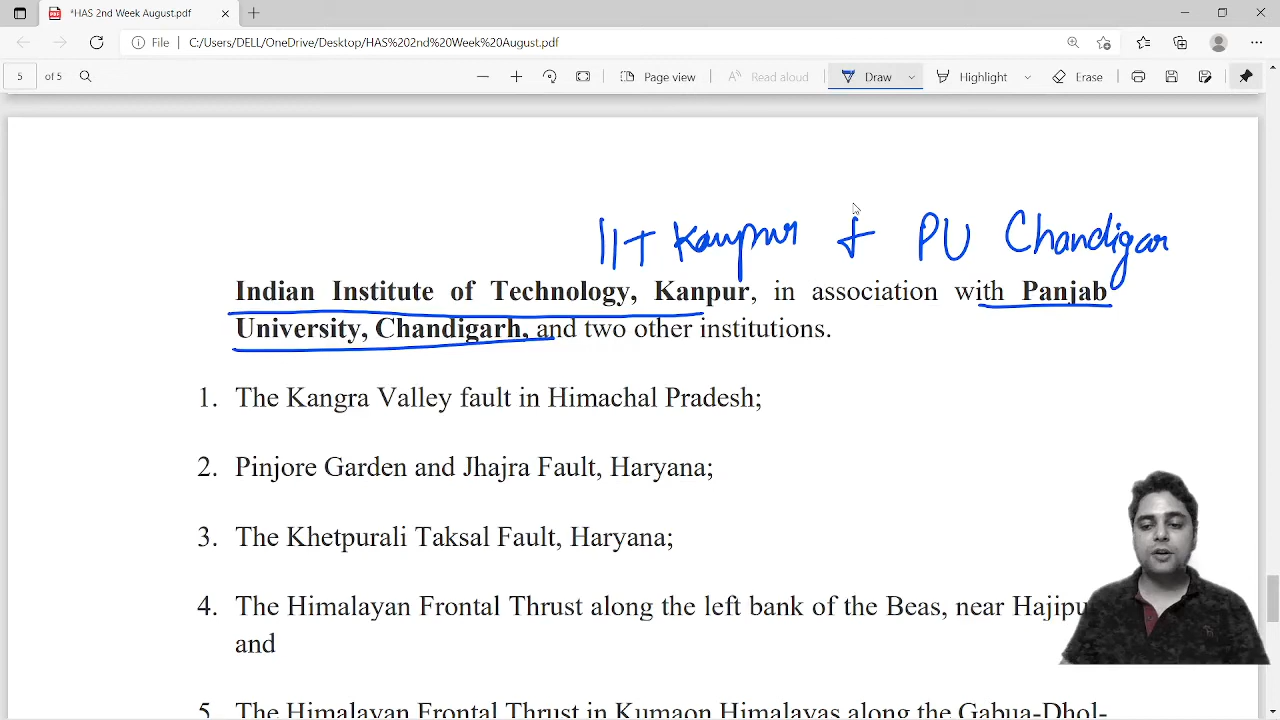 *HAS 2nd Week August.pdf
File C:/Users/DELL/OneDrive/Desktop/HAS%202nd%20Week%20August.pdf
5 of 5 Page view Read aloud Draw Highlight Erase
IIT Kanpur + PU Chandigar
Indian Institute of Technology, Kanpur, in association with Panjab
University, Chandigarh, and two other institutions.
1. The Kangra Valley fault in Himachal Pradesh;
2. Pinjore Garden and Jhajra Fault, Haryana;
3. The Khetpurali Taksal Fault, Haryana;
4. The Himalayan Frontal Thrust along the left bank of the Beas, near
and
5. The Himalayan Frontal Thrust in Kumaon Himalayas along the Gabua-Dhol-